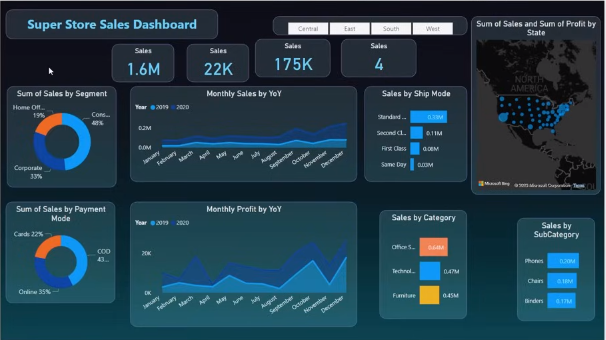 Super Store Sales Dashboard
Central East South West
Sum of Sales and Sum of Profit by State
Sales
1.6M
Sales
22K
Sales
175K
Sales
4
Sum of Sales by Segment
Home Off...
19%
Cons...
48%
Corporate
33%
Monthly Sales by YoY
Year 2019 2020
0.2M
0.0M
January February March April May June July August September October November December
Sales by Ship Mode
Standard ... 0.33M
Second Cl... 0.11M
First Class 0.08M
Same Day 0.03M
NORTH
AMERICA
Microsoft Bing © 2023 Microsoft Corporation Terms
Sum of Sales by Payment
Mode
Cards 22%
COD
43...
Online 35%
Monthly Profit by YoY
Year 2019 2020
20K
0K
January February March April May June July August September October November December
Sales by Category
Office S... 0.64M
Technol... 0.47M
Furniture 0.45M
Sales by
SubCategory
Phones 0.20M
Chairs 0.18M
Binders 0.17M